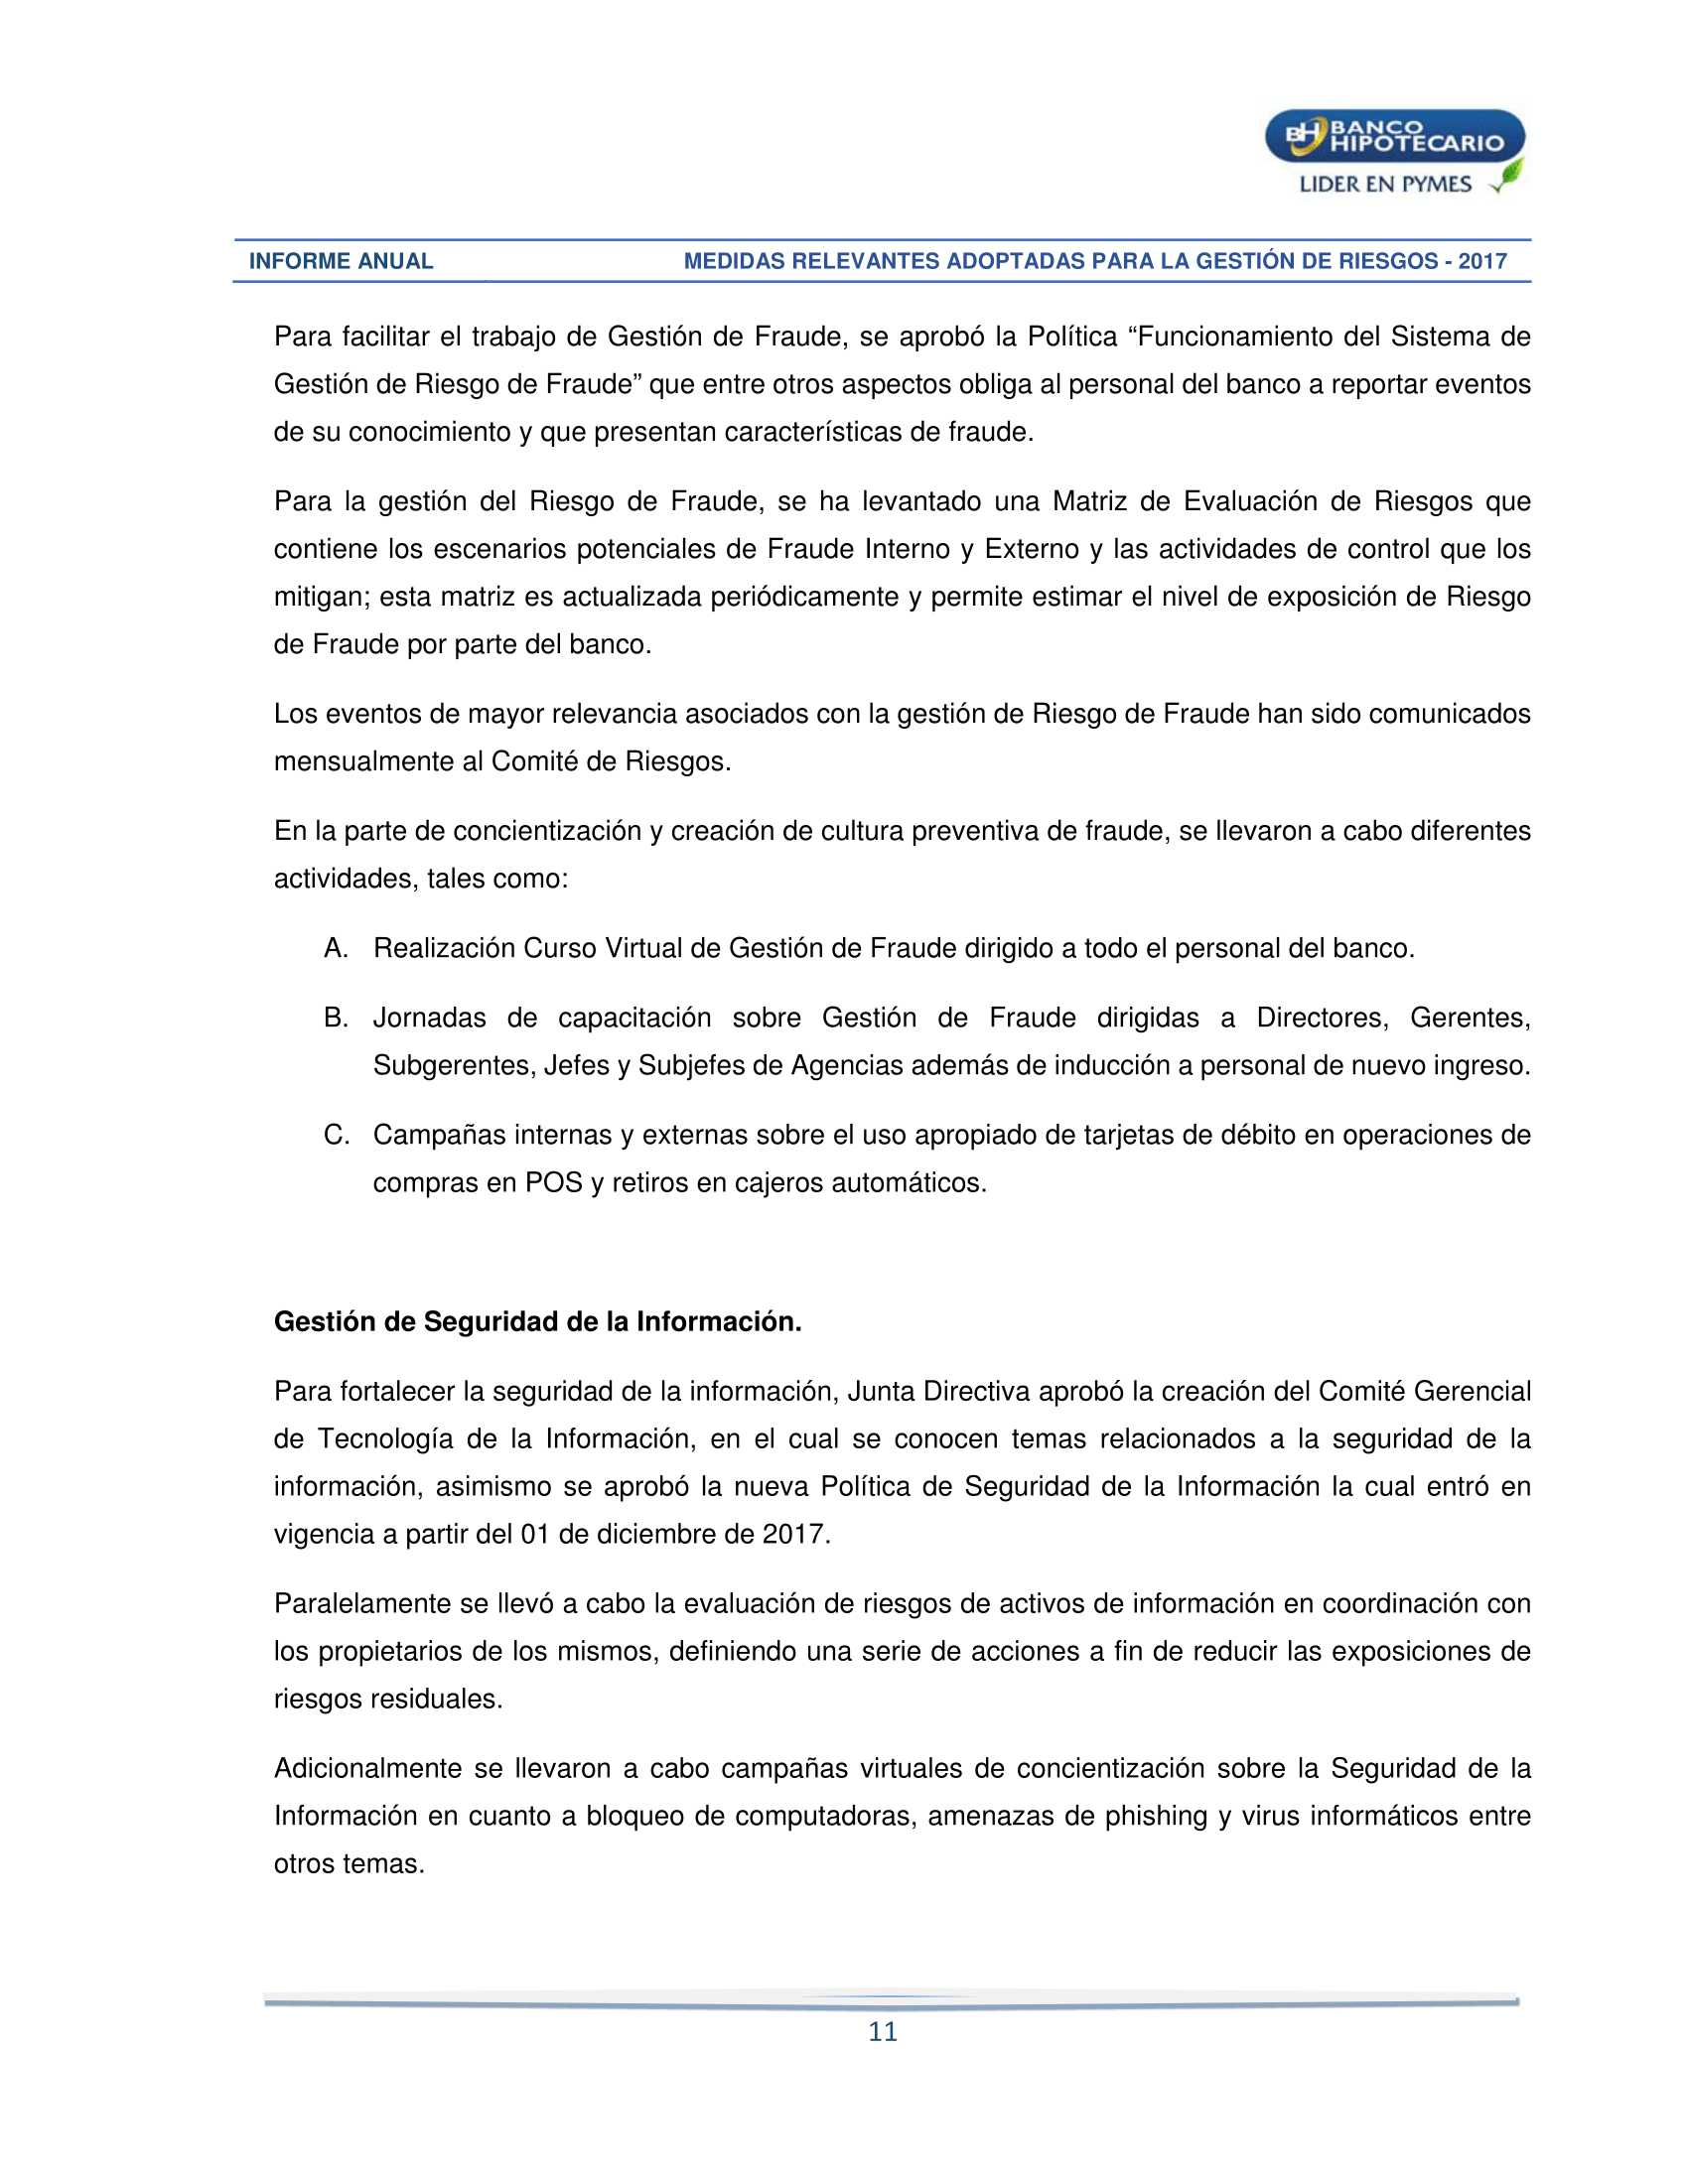 BH BANCO
HIPOTECARIO
LIDER EN PYMES
INFORME ANUAL MEDIDAS RELEVANTES ADOPTADAS PARA LA GESTIÓN DE RIESGOS - 2017
Para facilitar el trabajo de Gestión de Fraude, se aprobó la Política “Funcionamiento del Sistema de
Gestión de Riesgo de Fraude” que entre otros aspectos obliga al personal del banco a reportar eventos
de su conocimiento y que presentan características de fraude.
Para la gestión del Riesgo de Fraude, se ha levantado una Matriz de Evaluación de Riesgos que
contiene los escenarios potenciales de Fraude Interno y Externo y las actividades de control que los
mitigan; esta matriz es actualizada periódicamente y permite estimar el nivel de exposición de Riesgo
de Fraude por parte del banco.
Los eventos de mayor relevancia asociados con la gestión de Riesgo de Fraude han sido comunicados
mensualmente al Comité de Riesgos.
En la parte de concientización y creación de cultura preventiva de fraude, se llevaron a cabo diferentes
actividades, tales como:
A. Realización Curso Virtual de Gestión de Fraude dirigido a todo el personal del banco.
B. Jornadas de capacitación sobre Gestión de Fraude dirigidas a Directores, Gerentes,
Subgerentes, Jefes y Subjefes de Agencias además de inducción a personal de nuevo ingreso.
C. Campañas internas y externas sobre el uso apropiado de tarjetas de débito en operaciones de
compras en POS y retiros en cajeros automáticos.
Gestión de Seguridad de la Información.
Para fortalecer la seguridad de la información, Junta Directiva aprobó la creación del Comité Gerencial
de Tecnología de la Información, en el cual se conocen temas relacionados a la seguridad de la
información, asimismo se aprobó la nueva Política de Seguridad de la Información la cual entró en
vigencia a partir del 01 de diciembre de 2017.
Paralelamente se llevó a cabo la evaluación de riesgos de activos de información en coordinación con
los propietarios de los mismos, definiendo una serie de acciones a fin de reducir las exposiciones de
riesgos residuales.
Adicionalmente se llevaron a cabo campañas virtuales de concientización sobre la Seguridad de la
Información en cuanto a bloqueo de computadoras, amenazas de phishing y virus informáticos entre
otros temas.
11